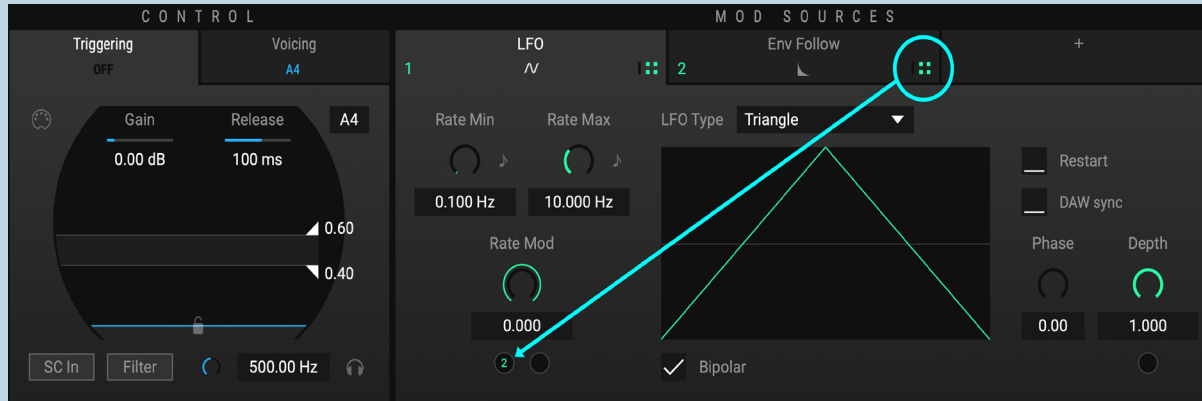 CONTROL
MOD SOURCES
Triggering
OFF
Voicing
A4
LFO
1
Env Follow
2
+
Gain
0.00 dB
Release
100 ms
A4
0.60
0.40
SC In
Filter
500.00 Hz
Rate Min
0.100 Hz
Rate Max
10.000 Hz
Rate Mod
0.000
2
LFO Type
Triangle
Bipolar
Restart
DAW sync
Phase
0.00
Depth
1.000